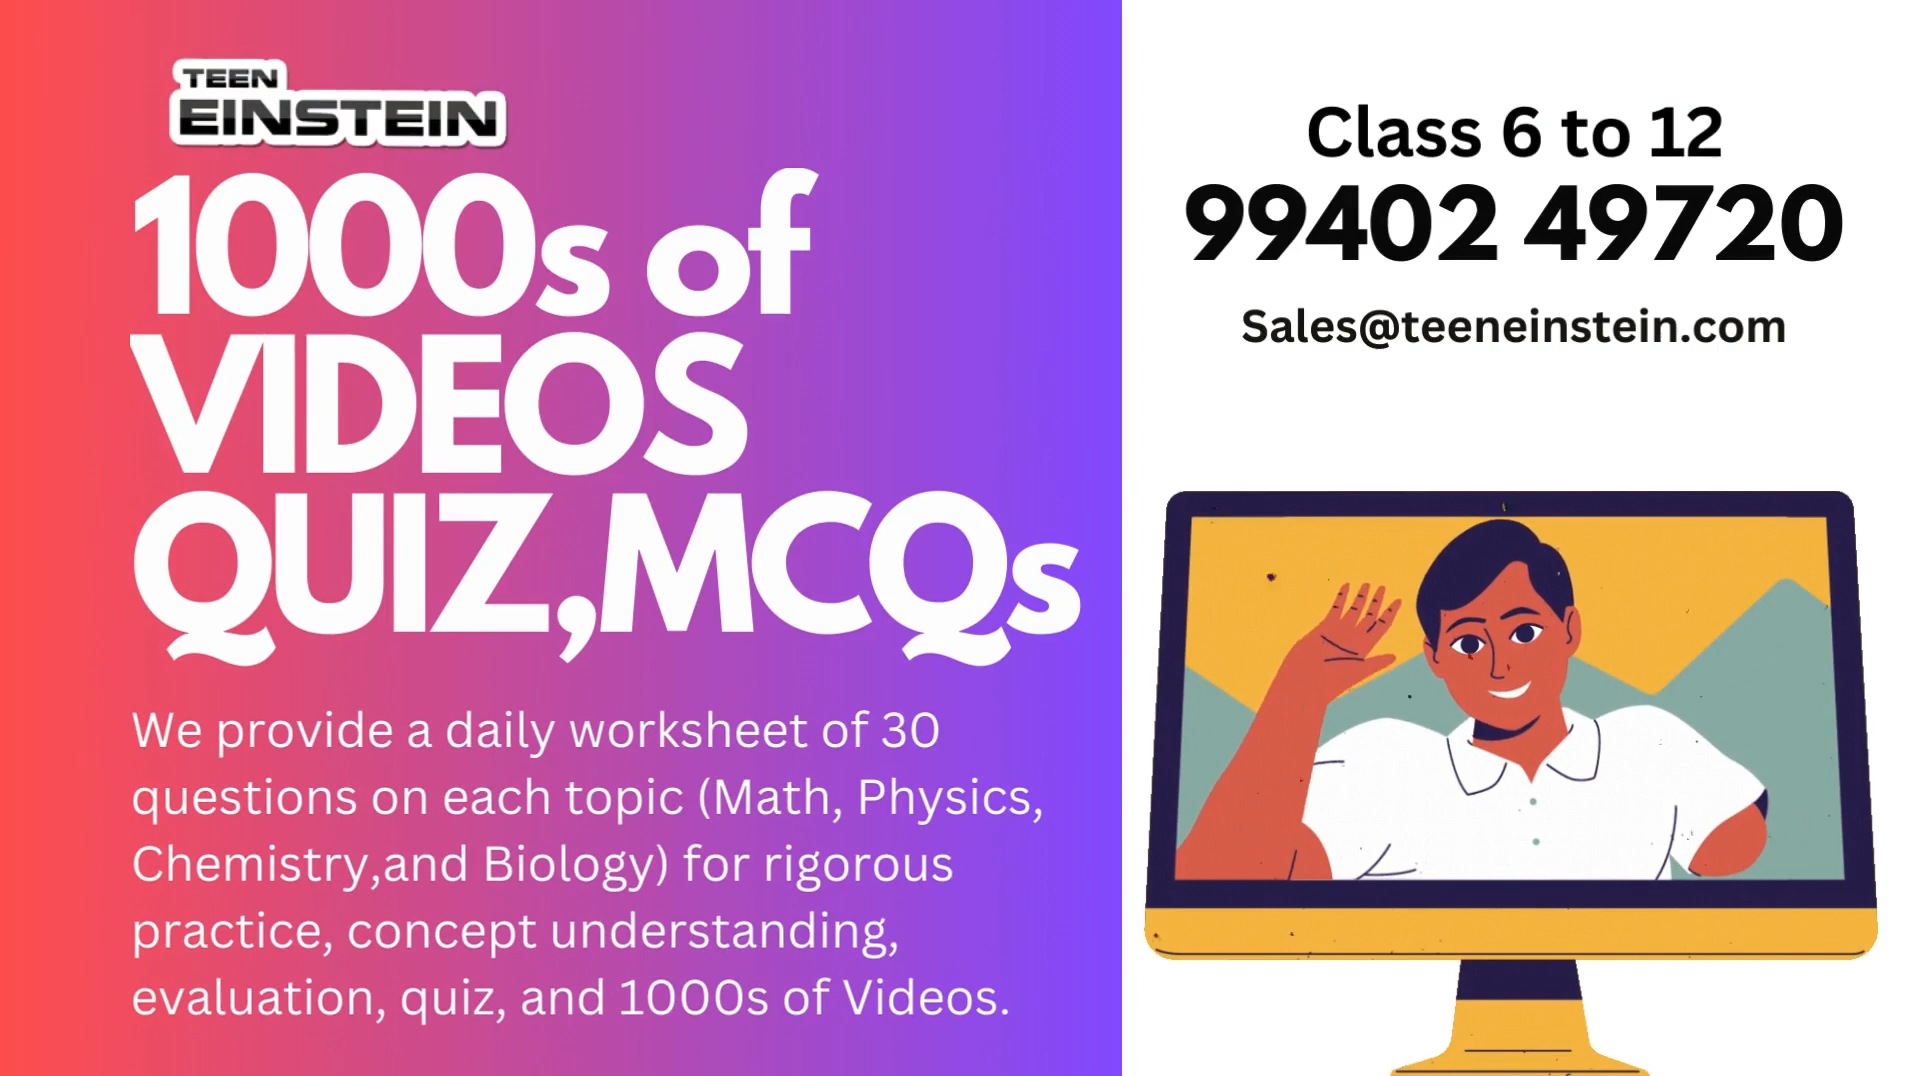 TEEN
EINSTEIN
1000s of
VIDEOS
QUIZ,MCQs
We provide a daily worksheet of 30
questions on each topic (Math, Physics,
Chemistry,and Biology) for rigorous
practice, concept understanding,
evaluation, quiz, and 1000s of Videos.
Class 6 to 12
99402 49720
Sales@teeneinstein.com